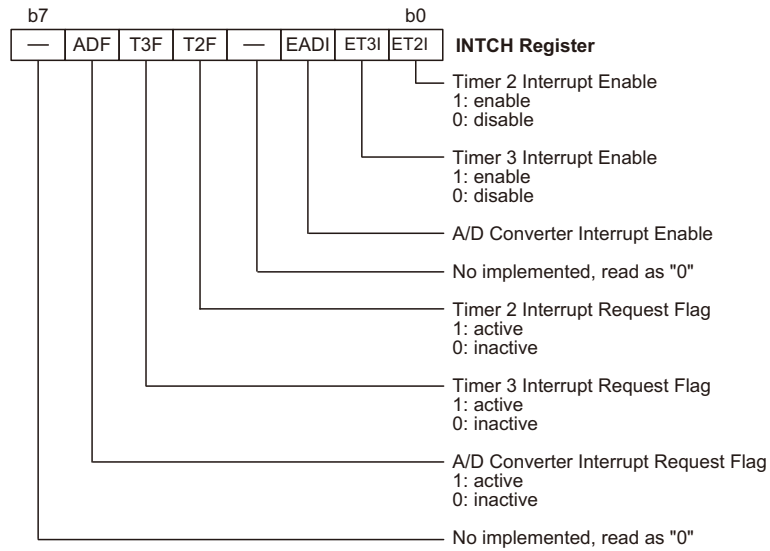 b7 b0
— ADF T3F T2F — EADI ET3I ET2I INTCH Register
Timer 2 Interrupt Enable
1: enable
0: disable
Timer 3 Interrupt Enable
1: enable
0: disable
A/D Converter Interrupt Enable
No implemented, read as "0"
Timer 2 Interrupt Request Flag
1: active
0: inactive
Timer 3 Interrupt Request Flag
1: active
0: inactive
A/D Converter Interrupt Request Flag
1: active
0: inactive
No implemented, read as "0"